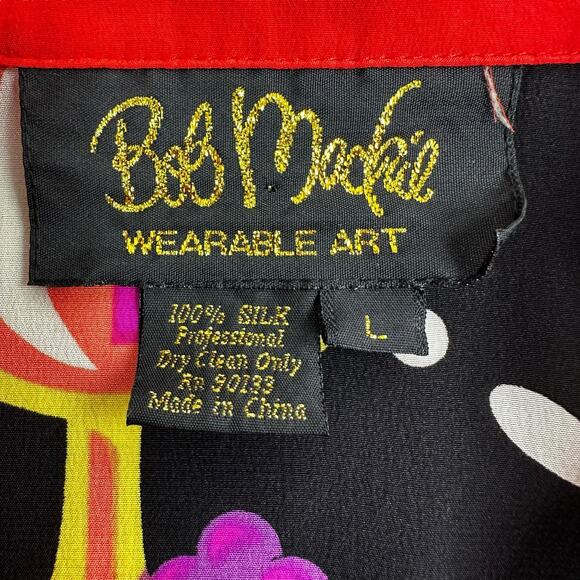 Bob Mackie
WEARABLE ART
100% SILK
Professional
Dry Clean Only
Rn 90133
Made in China
L